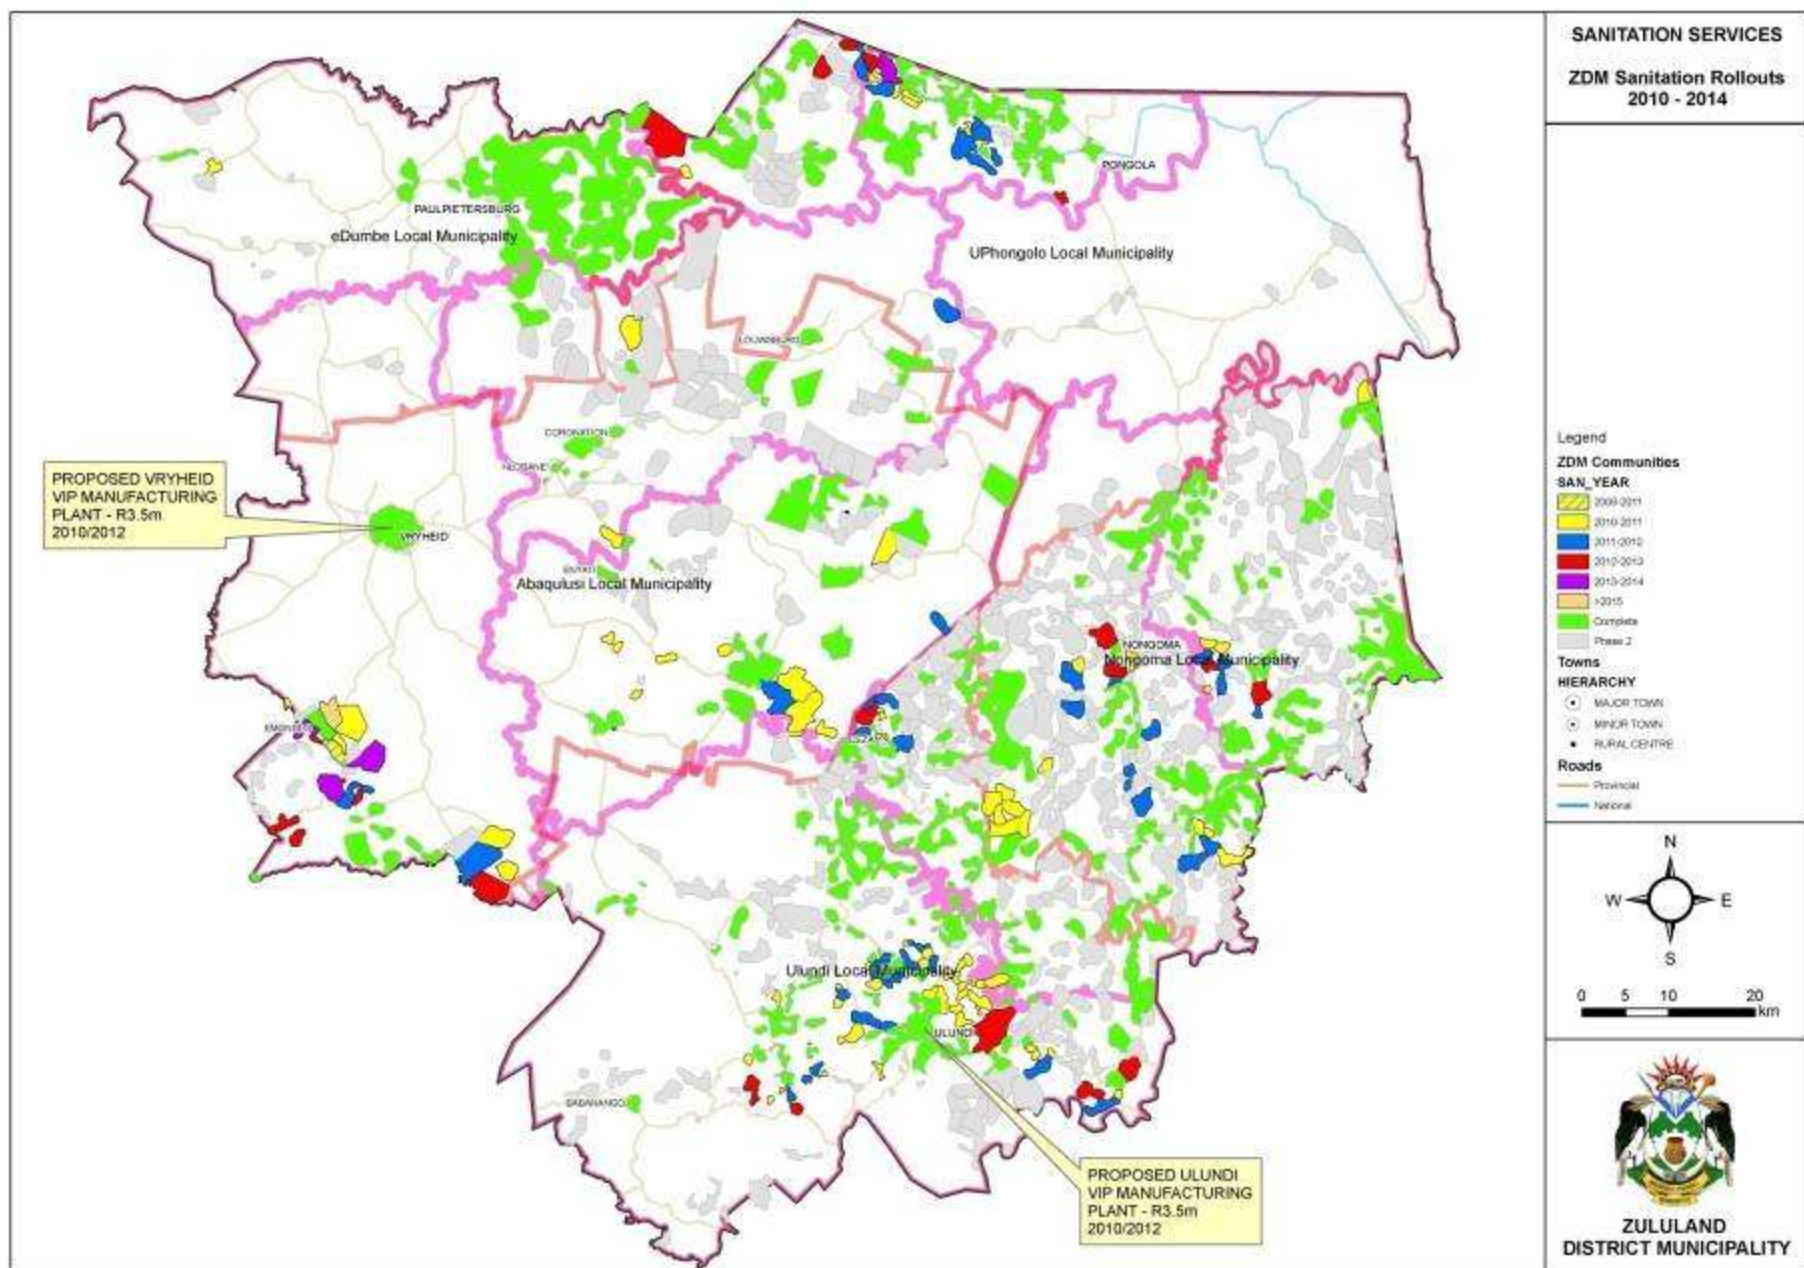 SANITATION SERVICES
ZDM Sanitation Rollouts
2010 - 2014
PONGOLA
PAULPIETERSBURG
eDumbe Local Municipality
UPhongolo Local Municipality
LOUWSBURG
CORONATION
PROPOSED VRYHEID
VIP MANUFACTURING
PLANT - R3.5m
2010/2012
VRYHEID
Abaqulusi Local Municipality
NONGOMA
Nongoma Local Municipality
Ulundi Local Municipality
ULUNDI
BABANANGO
PROPOSED ULUNDI
VIP MANUFACTURING
PLANT - R3.5m
2010/2012
Legend
ZDM Communities
SAN_YEAR
2009-2011
2010-2011
2011-2012
2012-2013
2013-2014
>2015
Complete
Phase 2
Towns
HIERARCHY
MAJOR TOWN
MINOR TOWN
RURAL CENTRE
Roads
Provincial
National
N
W
E
S
0 5 10 20
km
ZULULAND
DISTRICT MUNICIPALITY